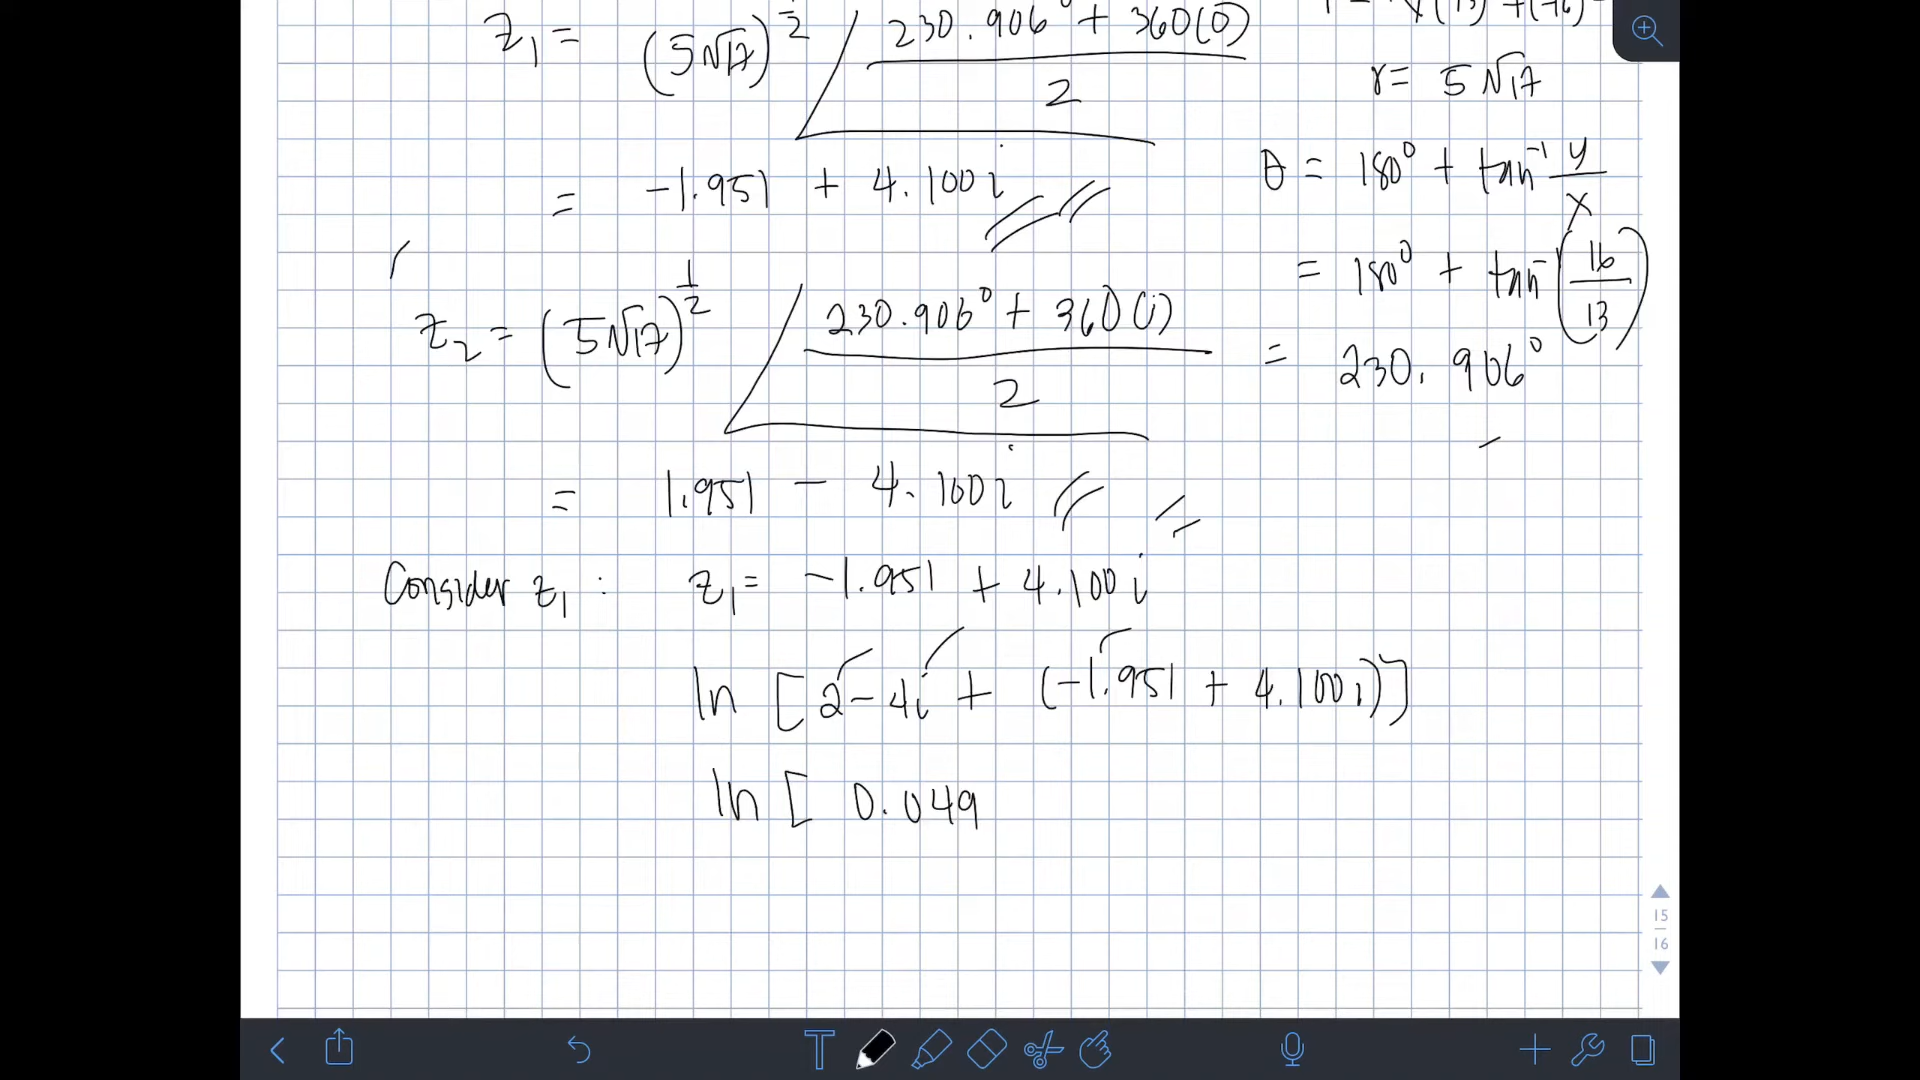 z₁ = (5√17)^½ ∠ (230.906° + 360(0))/2
r = 5√17
θ = 180° + tan⁻¹ y/x
= -1.951 + 4.100i
= 180° + tan⁻ (16/13)
z₂ = (5√17)^½ ∠ (230.906° + 360(1))/2
= 230.906°
= 1.951 - 4.100i
Consider z₁ : z₁ = -1.951 + 4.100i
ln [2 - 4i + (-1.951 + 4.100i)]
ln [ 0.049
15
16
T